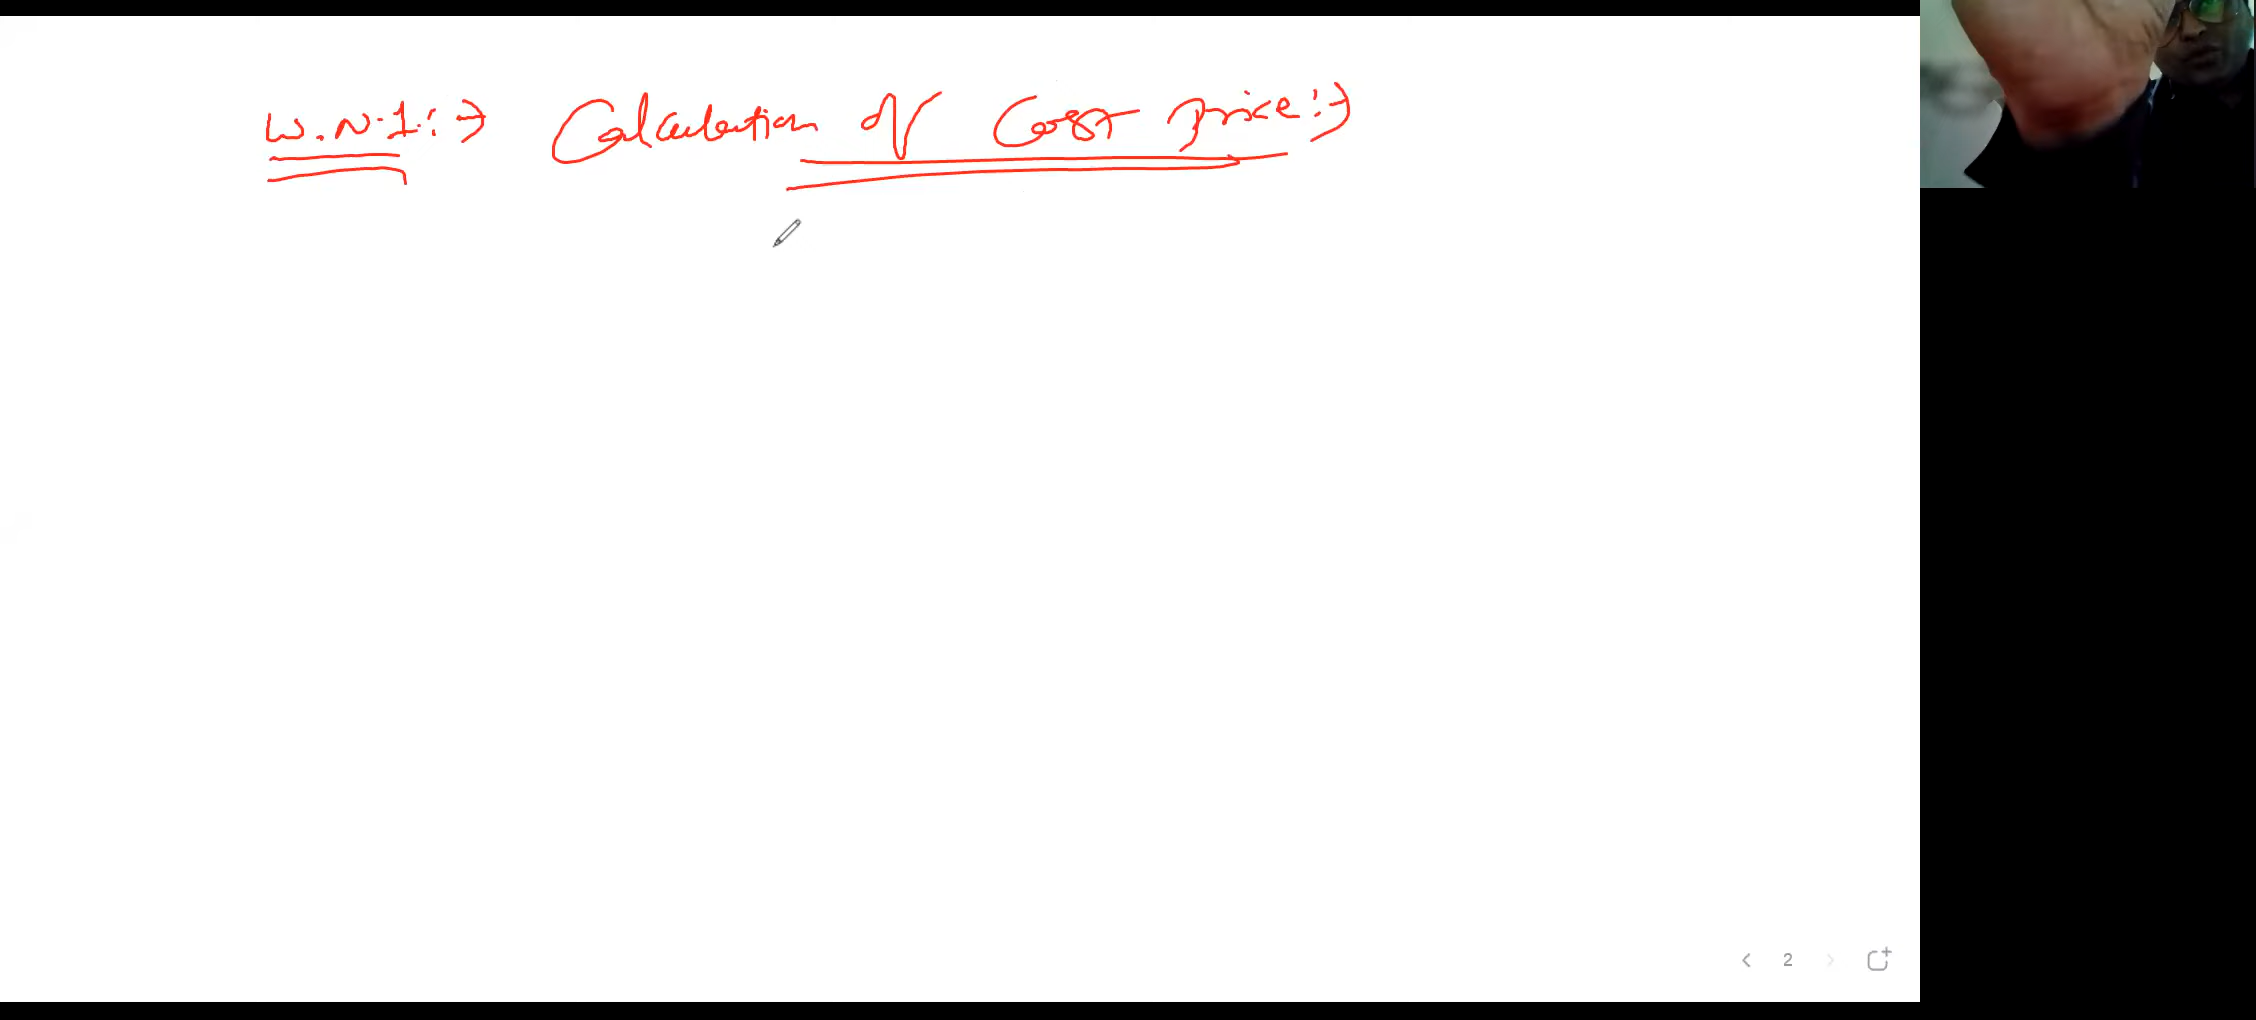 W.N.1:→ Calculation of Cost Price:→
2